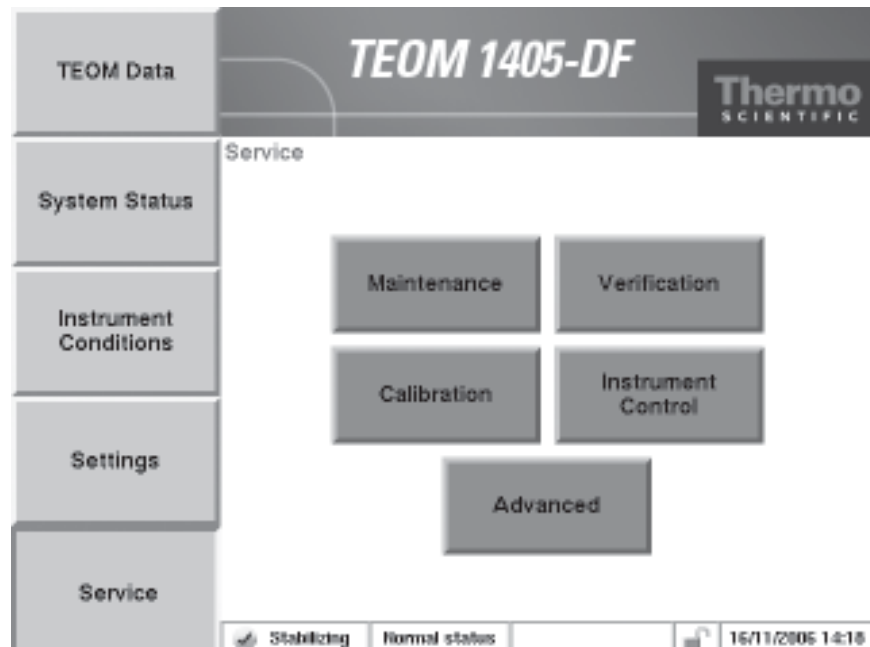 TEOM Data
TEOM 1405-DF
Thermo
SCIENTIFIC
Service
System Status
Maintenance
Verification
Instrument
Conditions
Calibration
Instrument
Control
Settings
Advanced
Service
Stabilizing
Normal status
16/11/2006 14:18